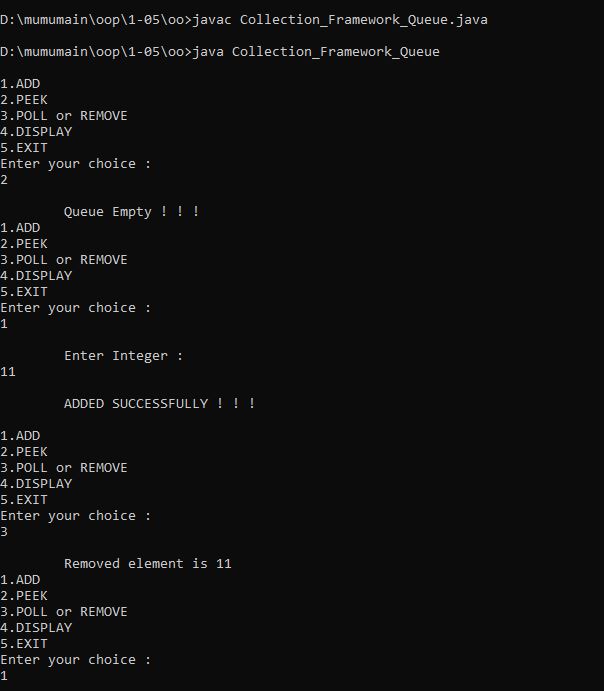 D:\mumumain\oop\1-05\oo>javac Collection_Framework_Queue.java
D:\mumumain\oop\1-05\oo>java Collection_Framework_Queue
1.ADD
2.PEEK
3.POLL or REMOVE
4.DISPLAY
5.EXIT
Enter your choice :
2
Queue Empty ! ! !
1.ADD
2.PEEK
3.POLL or REMOVE
4.DISPLAY
5.EXIT
Enter your choice :
1
Enter Integer :
11
ADDED SUCCESSFULLY ! ! !
1.ADD
2.PEEK
3.POLL or REMOVE
4.DISPLAY
5.EXIT
Enter your choice :
3
Removed element is 11
1.ADD
2.PEEK
3.POLL or REMOVE
4.DISPLAY
5.EXIT
Enter your choice :
1